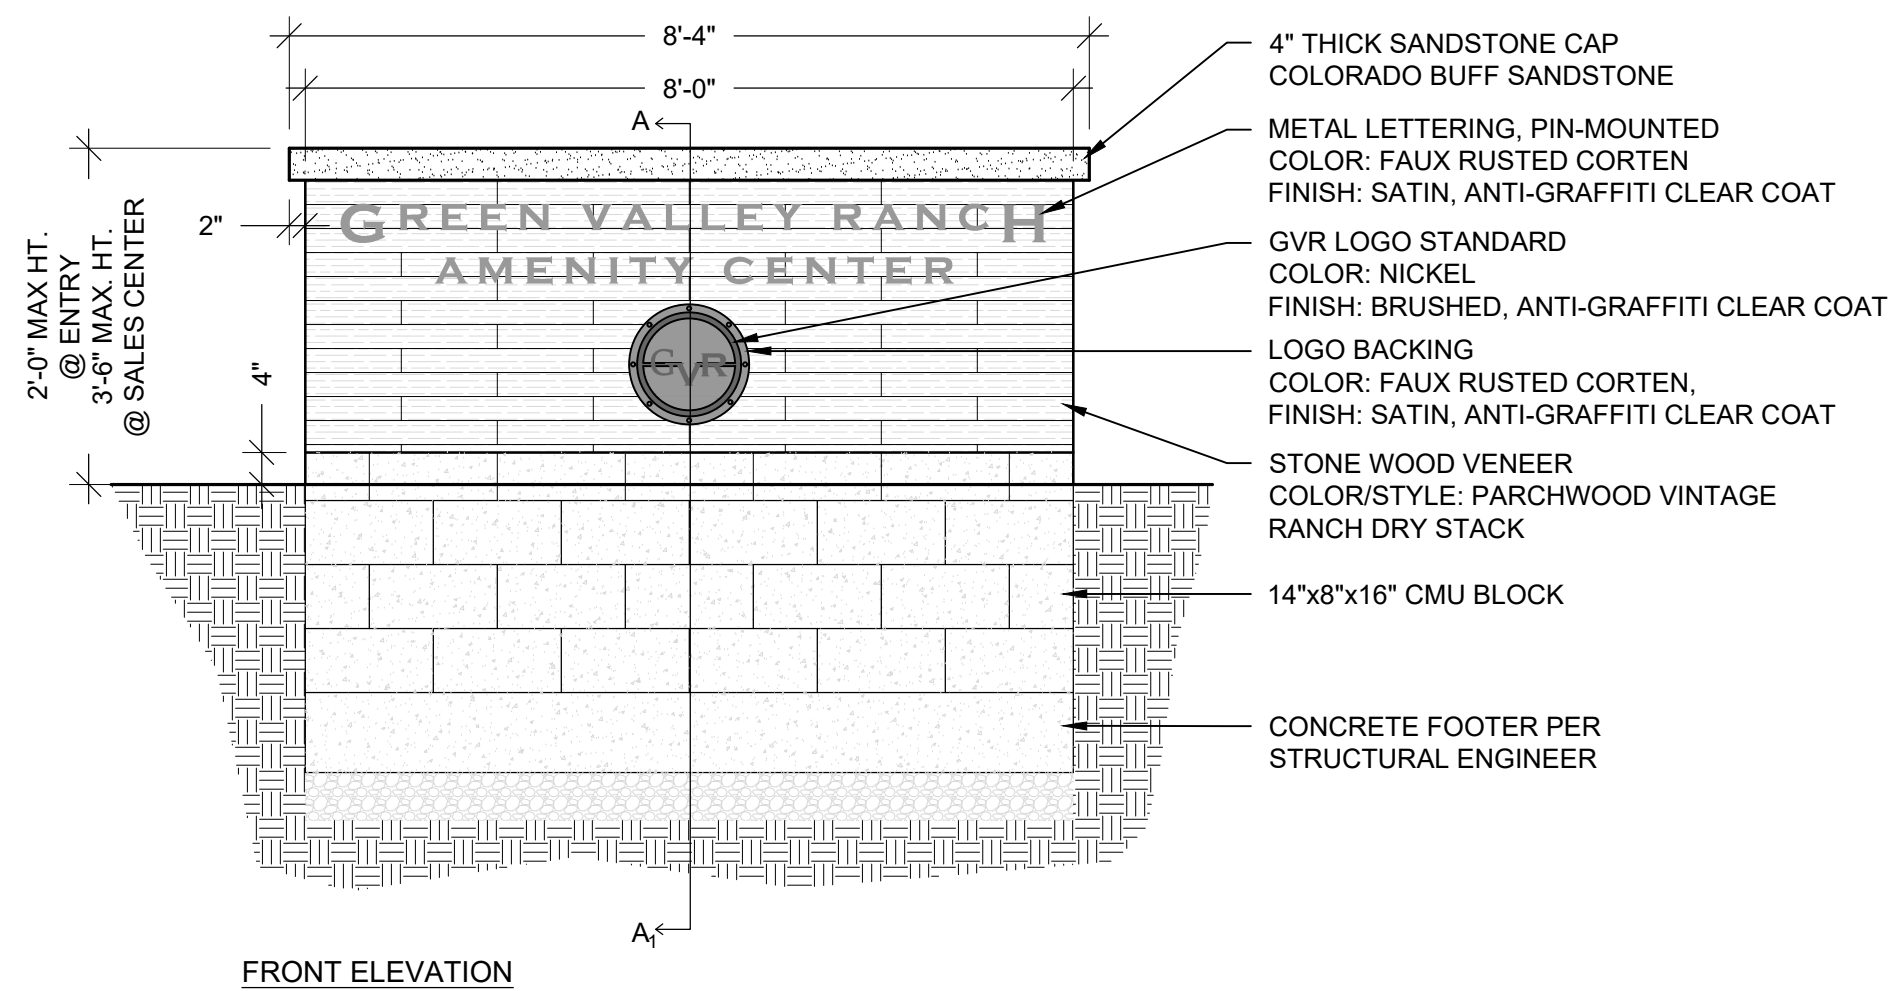 8'-4"
8'-0"
A
4" THICK SANDSTONE CAP
COLORADO BUFF SANDSTONE
METAL LETTERING, PIN-MOUNTED
COLOR: FAUX RUSTED CORTEN
FINISH: SATIN, ANTI-GRAFFITI CLEAR COAT
GVR LOGO STANDARD
COLOR: NICKEL
FINISH: BRUSHED, ANTI-GRAFFITI CLEAR COAT
LOGO BACKING
COLOR: FAUX RUSTED CORTEN,
FINISH: SATIN, ANTI-GRAFFITI CLEAR COAT
STONE WOOD VENEER
COLOR/STYLE: PARCHWOOD VINTAGE
RANCH DRY STACK
14"x8"x16" CMU BLOCK
CONCRETE FOOTER PER
STRUCTURAL ENGINEER
2'-0" MAX HT.
@ ENTRY
3'-6" MAX. HT.
@ SALES CENTER
2"
4"
GREEN VALLEY RANCH
AMENITY CENTER
GVR
A1
FRONT ELEVATION